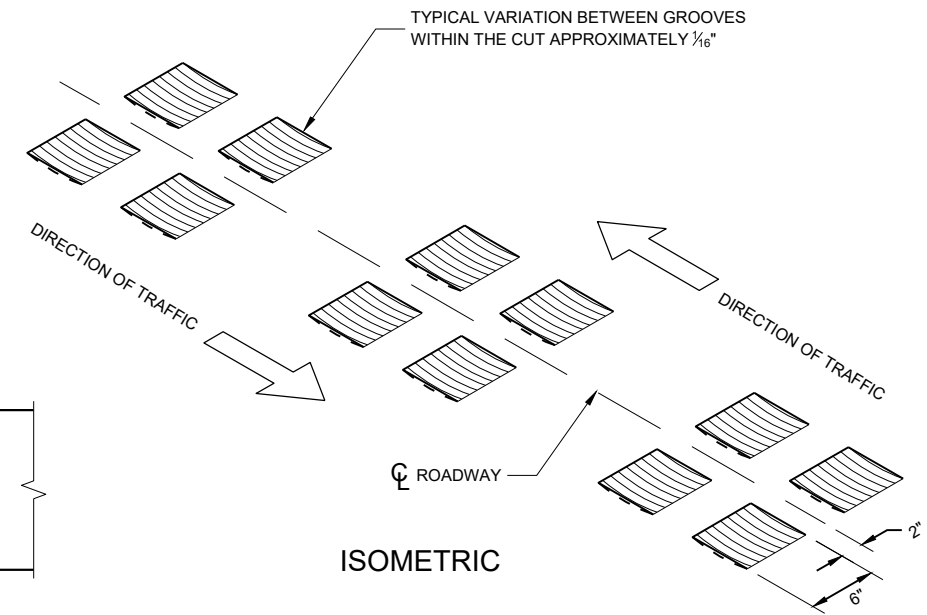 TYPICAL VARIATION BETWEEN GROOVES
WITHIN THE CUT APPROXIMATELY 1/16"
DIRECTION OF TRAFFIC
DIRECTION OF TRAFFIC
℄ ROADWAY
2"
6"
ISOMETRIC